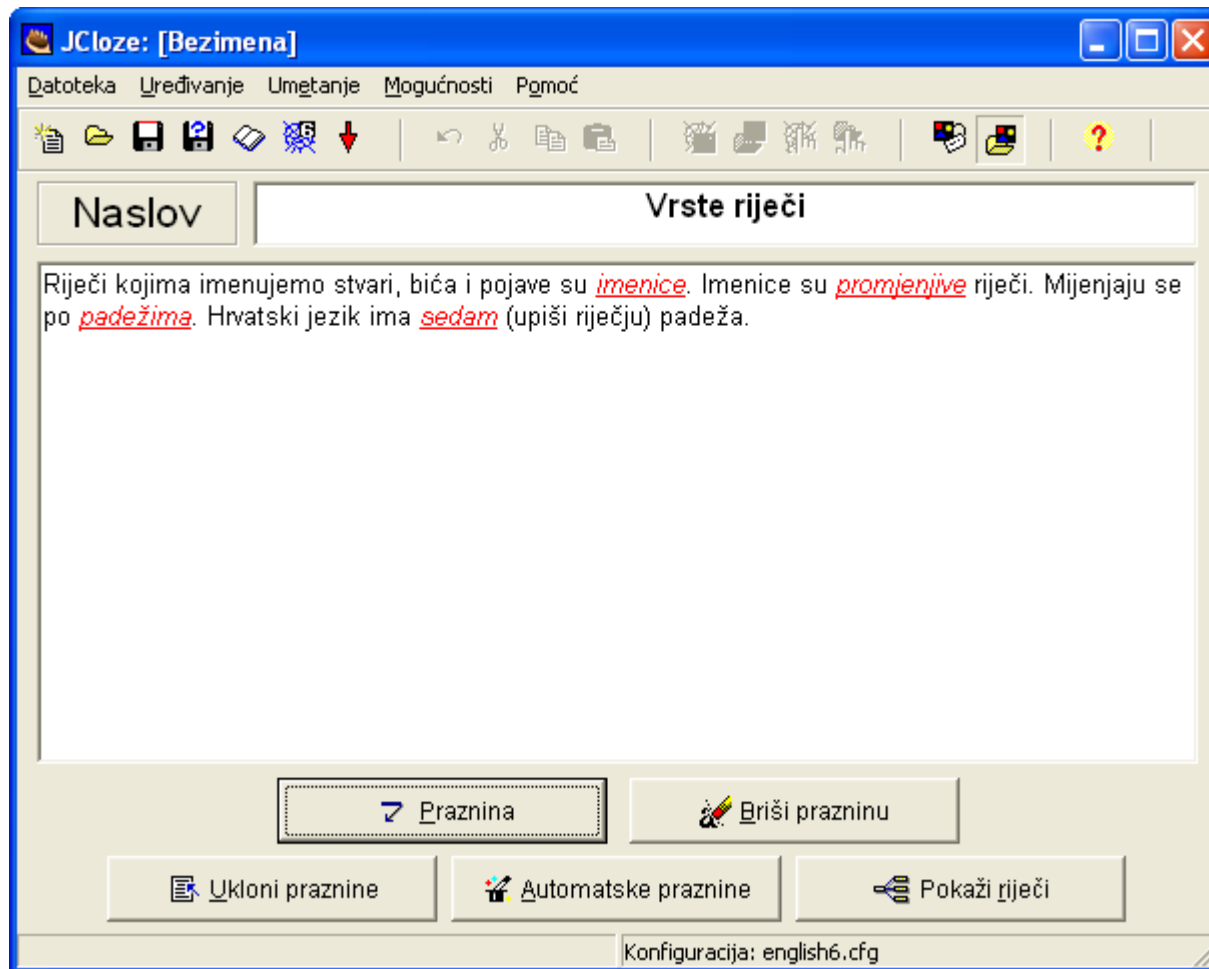 JCloze: [Bezimena]
Datoteka Uređivanje Umetanje Mogućnosti Pomoć
Naslov
Vrste riječi
Riječi kojima imenujemo stvari, bića i pojave su imenice. Imenice su promjenjive riječi. Mijenjaju se
po padežima. Hrvatski jezik ima sedam (upiši riječju) padeža.
Praznina
Briši prazninu
Ukloni praznine
Automatske praznine
Pokaži riječi
Konfiguracija: english6.cfg